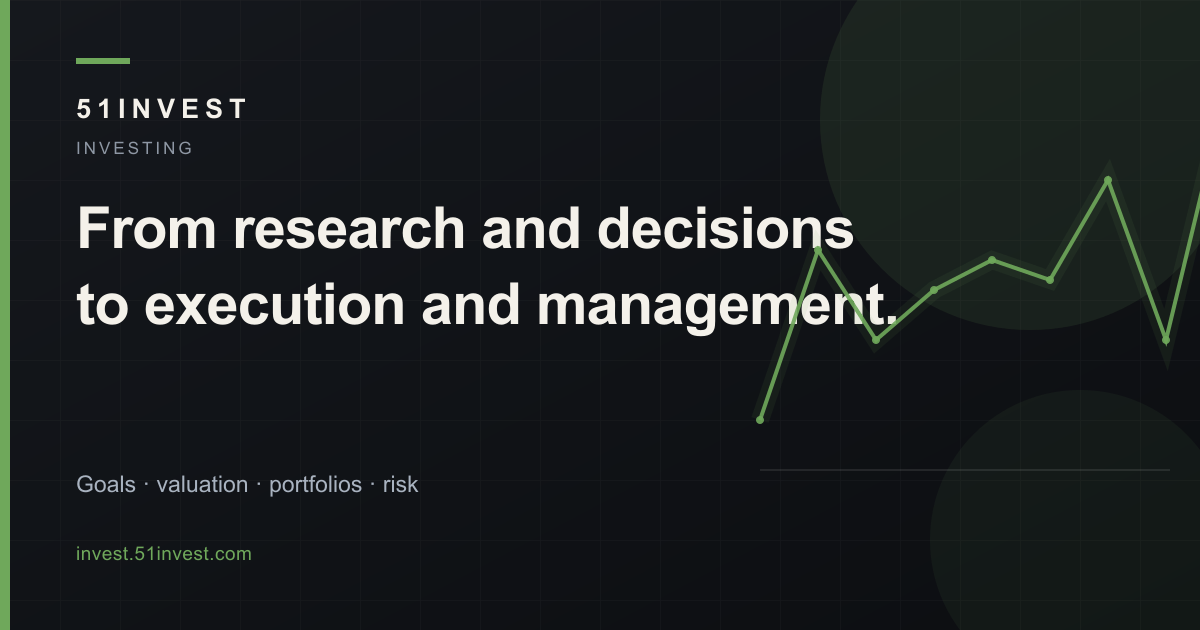 51INVEST
INVESTING
From research and decisions
to execution and management.
Goals · valuation · portfolios · risk
invest.51invest.com